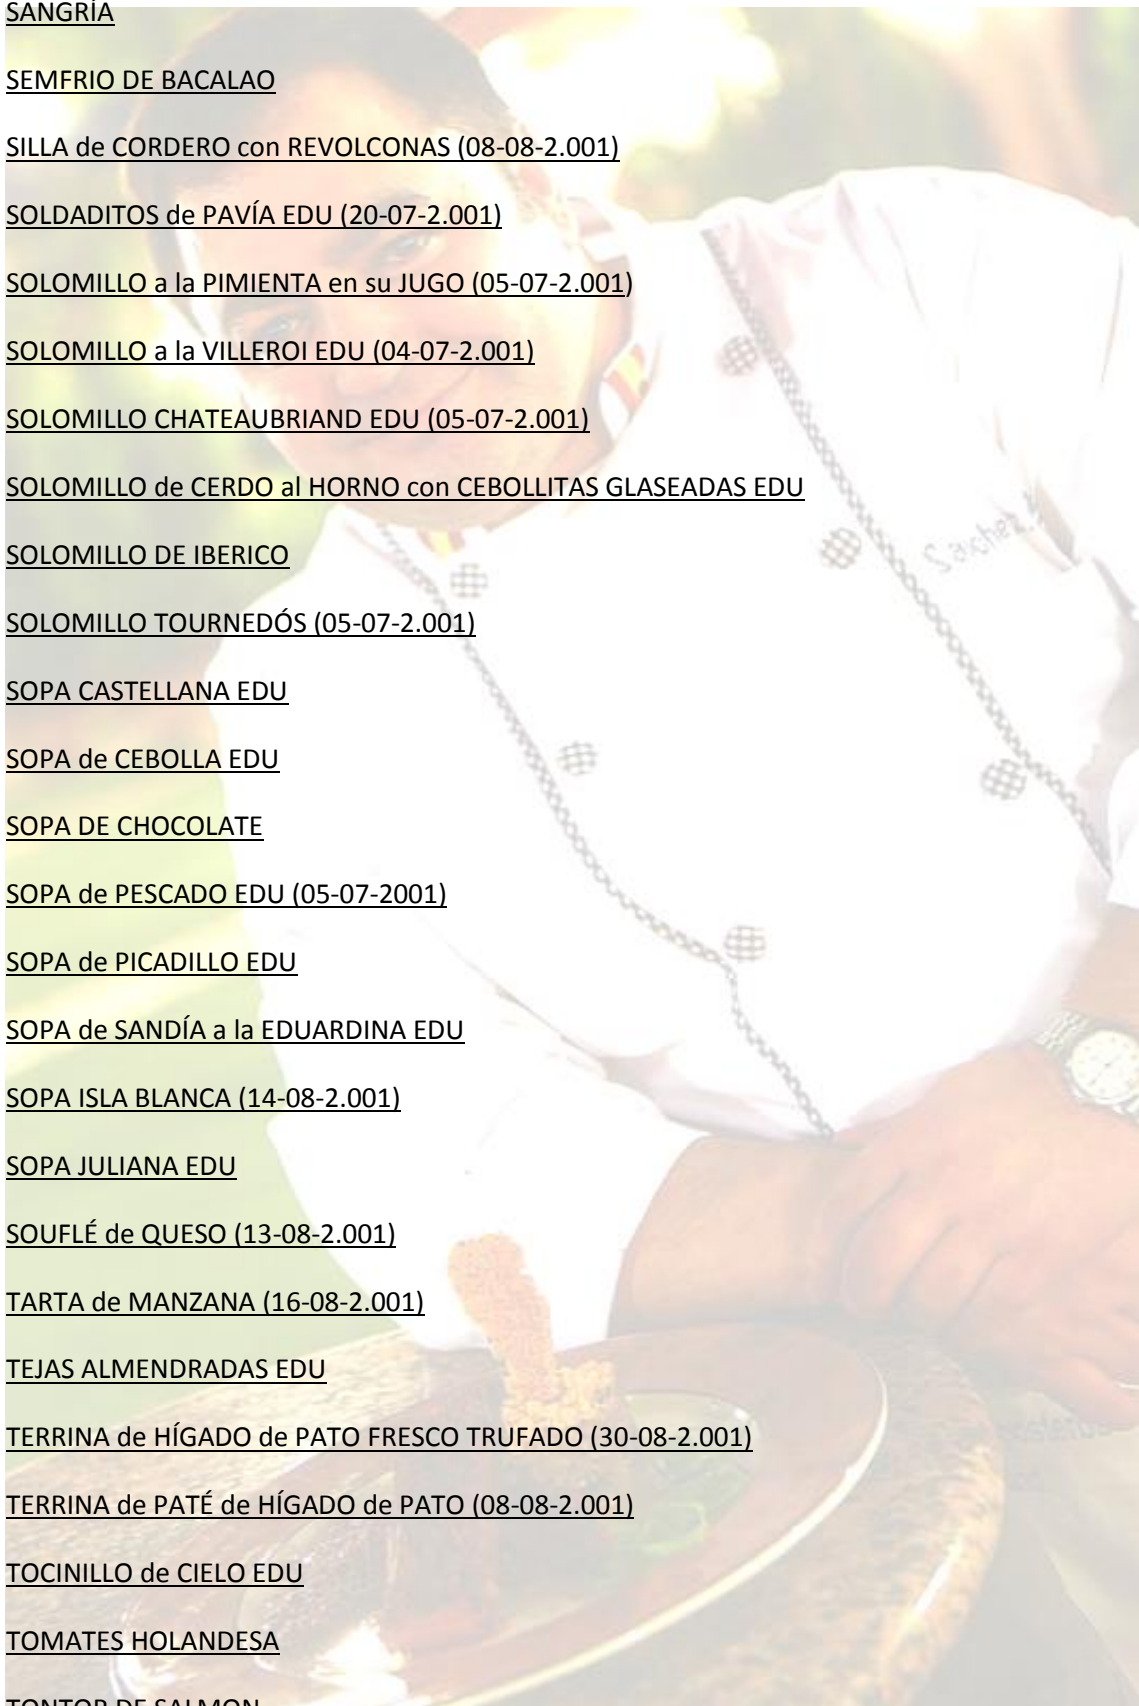 SANGRÍA
SEMFRIO DE BACALAO
SILLA de CORDERO con REVOLCONAS (08-08-2.001)
SOLDADITOS de PAVÍA EDU (20-07-2.001)
SOLOMILLO a la PIMIENTA en su JUGO (05-07-2.001)
SOLOMILLO a la VILLEROI EDU (04-07-2.001)
SOLOMILLO CHATEAUBRIAND EDU (05-07-2.001)
SOLOMILLO de CERDO al HORNO con CEBOLLITAS GLASEADAS EDU
SOLOMILLO DE IBERICO
SOLOMILLO TOURNEDÓS (05-07-2.001)
SOPA CASTELLANA EDU
SOPA de CEBOLLA EDU
SOPA DE CHOCOLATE
SOPA de PESCADO EDU (05-07-2001)
SOPA de PICADILLO EDU
SOPA de SANDÍA a la EDUARDINA EDU
SOPA ISLA BLANCA (14-08-2.001)
SOPA JULIANA EDU
SOUFLÉ de QUESO (13-08-2.001)
TARTA de MANZANA (16-08-2.001)
TEJAS ALMENDRADAS EDU
TERRINA de HÍGADO de PATO FRESCO TRUFADO (30-08-2.001)
TERRINA de PATÉ de HÍGADO de PATO (08-08-2.001)
TOCINILLO de CIELO EDU
TOMATES HOLANDESA
TONTOR DE SALMON